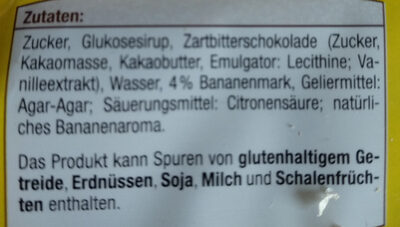 Zutaten:
Zucker, Glukosesirup, Zartbitterschokolade (Zucker,
Kakaomasse, Kakaobutter, Emulgator: Lecithine; Va-
nilleextrakt), Wasser, 4% Bananenmark, Geliermittel:
Agar-Agar; Säuerungsmittel: Citronensäure; natürli-
ches Bananenaroma.
Das Produkt kann Spuren von glutenhaltigem Ge-
treide, Erdnüssen, Soja, Milch und Schalenfrüch-
ten enthalten.